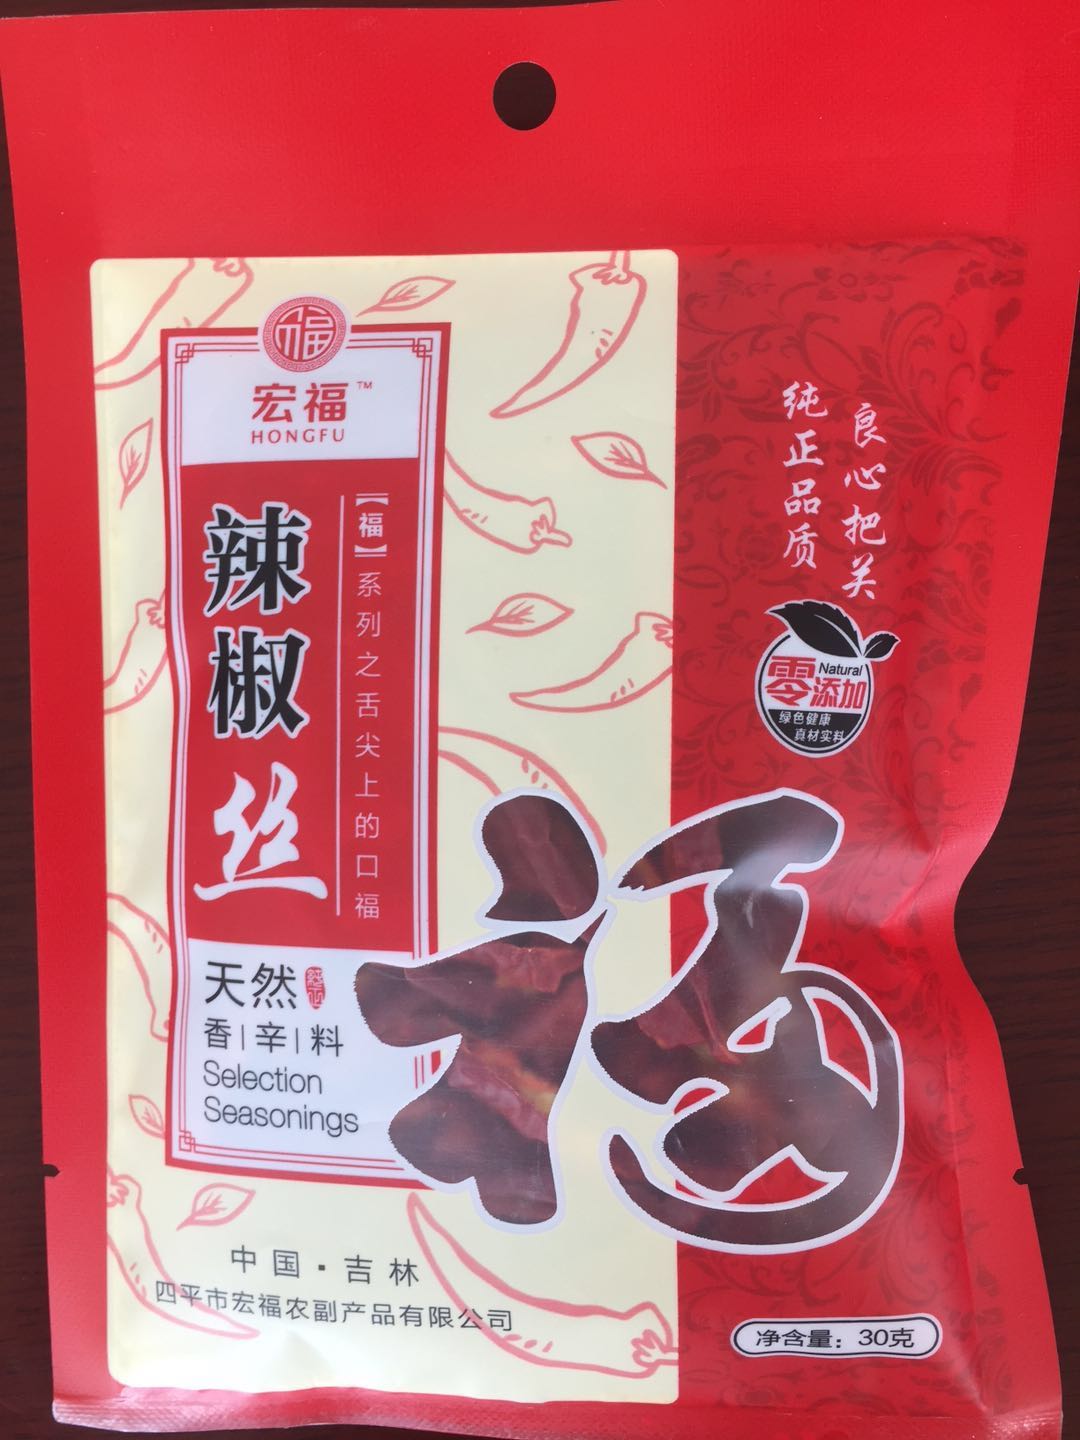 福
宏福™
HONGFU
辣椒丝
【福】系列之舌尖上的口福
天然
香|辛|料
Selection
Seasonings
良心把关
纯正品质
Natural
零添加
绿色健康
真材实料
福
中国·吉林
四平市宏福农副产品有限公司
净含量：30克